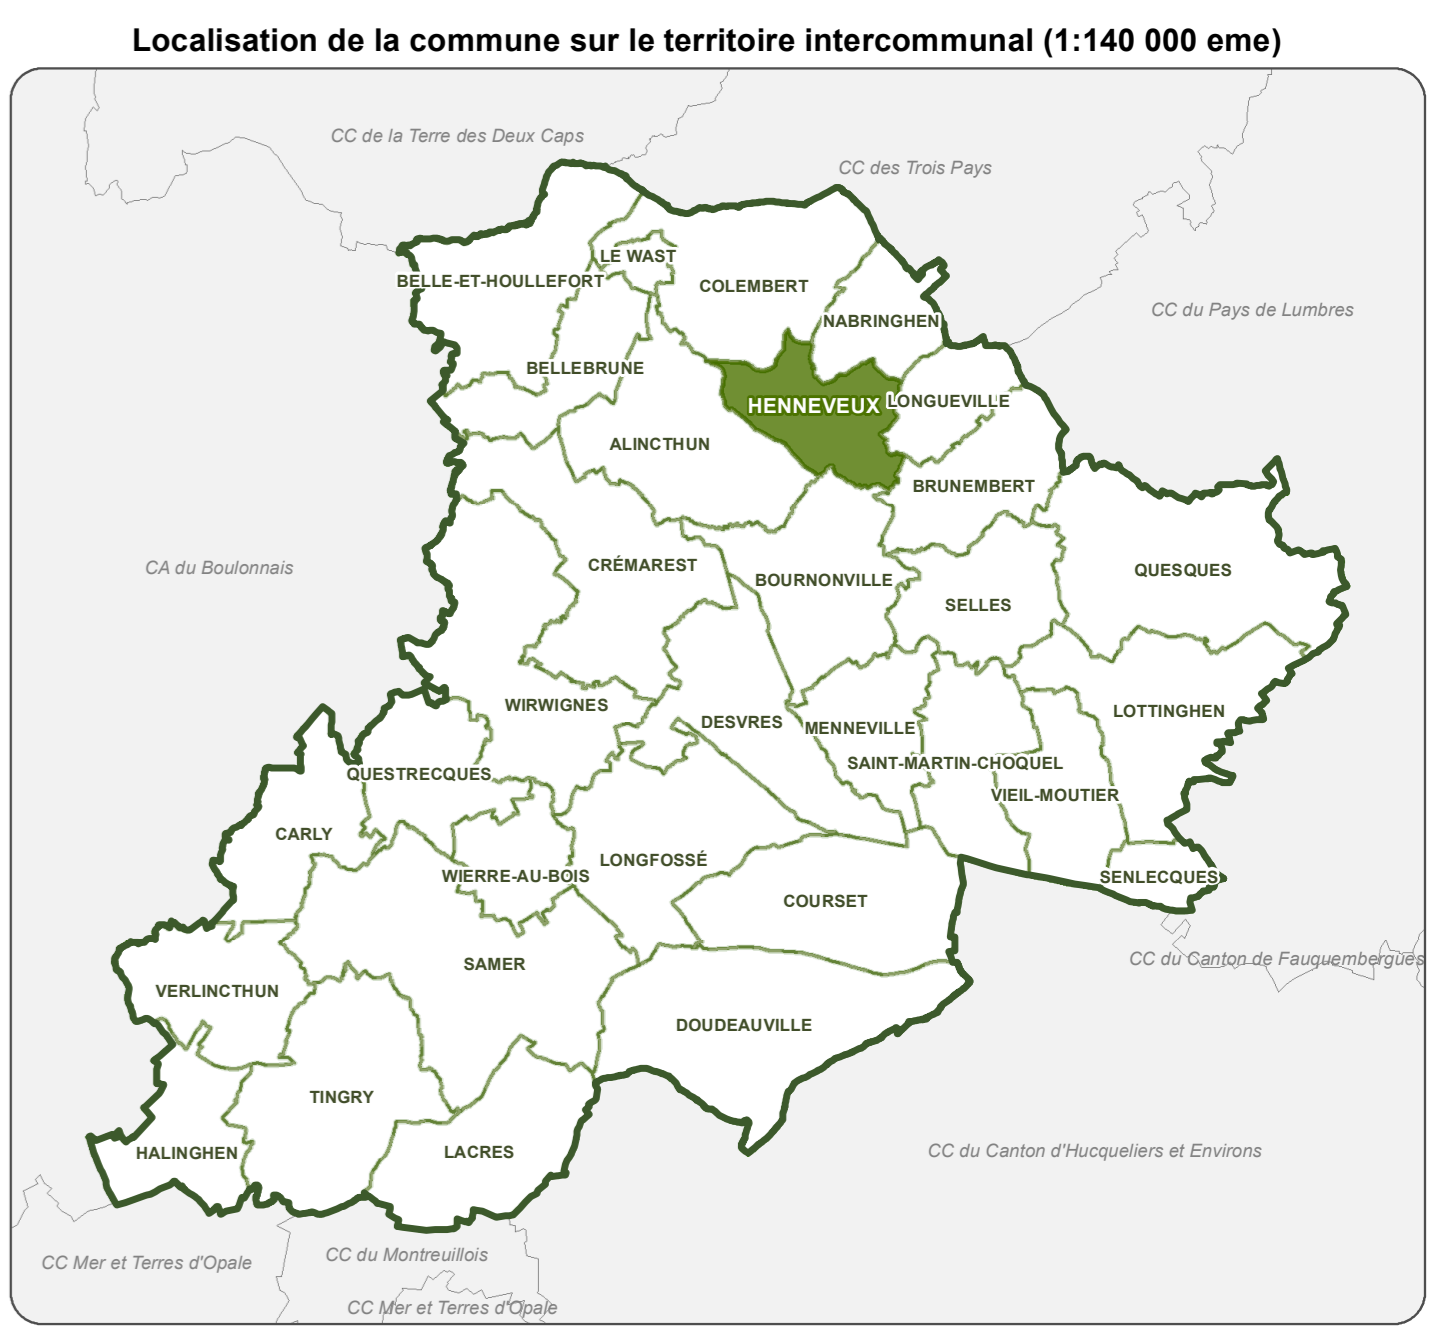 Localisation de la commune sur le territoire intercommunal (1:140 000 eme)
CC de la Terre des Deux Caps
CC des Trois Pays
LE WAST
BELLE-ET-HOULLEFORT
COLEMBERT
CC du Pays de Lumbres
NABRINGHEN
BELLEBRUNE
HENNEVEUX
LONGUEVILLE
ALINCTHUN
BRUNEMBERT
CA du Boulonnais
CRÉMAREST
BOURNONVILLE
QUESQUES
SELLES
WIRWIGNES
DESVRES
MENNEVILLE
LOTTINGHEN
SAINT-MARTIN-CHOQUEL
QUESTRECQUES
VIEIL-MOUTIER
CARLY
LONGFOSSÉ
WIERRE-AU-BOIS
SENLECQUES
COURSET
CC du Canton de Fauquembergues
SAMER
VERLINCTHUN
DOUDEAUVILLE
TINGRY
HALINGHEN
LACRES
CC du Canton d'Hucqueliers et Environs
CC du Montreuillois
CC Mer et Terres d'Opale
CC Mer et Terres d'Opale